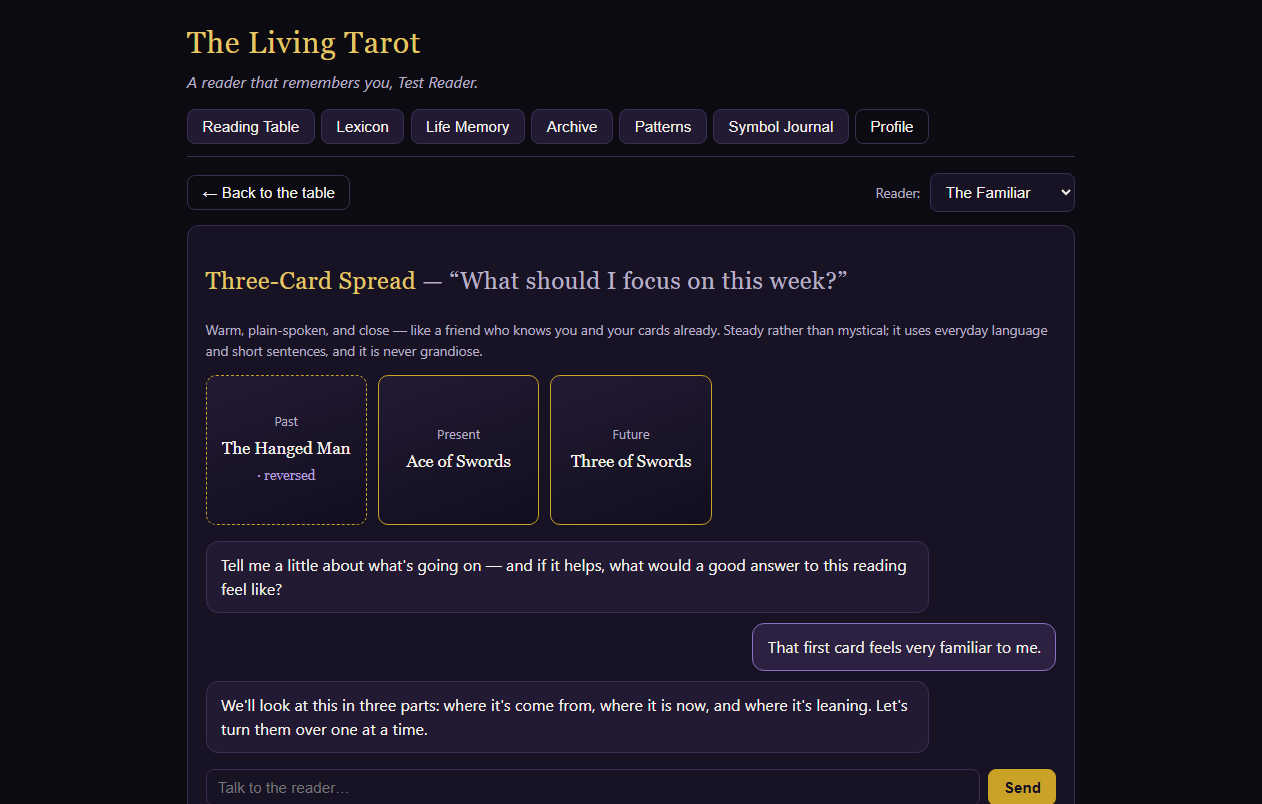 The Living Tarot
A reader that remembers you, Test Reader.
Reading Table
Lexicon
Life Memory
Archive
Patterns
Symbol Journal
Profile
← Back to the table
Reader:
The Familiar
Three-Card Spread — “What should I focus on this week?”
Warm, plain-spoken, and close — like a friend who knows you and your cards already. Steady rather than mystical; it uses everyday language
and short sentences, and it is never grandiose.
Past
The Hanged Man
· reversed
Present
Ace of Swords
Future
Three of Swords
Tell me a little about what's going on — and if it helps, what would a good answer to this reading
feel like?
That first card feels very familiar to me.
We'll look at this in three parts: where it's come from, where it is now, and where it's leaning. Let's
turn them over one at a time.
Talk to the reader…
Send